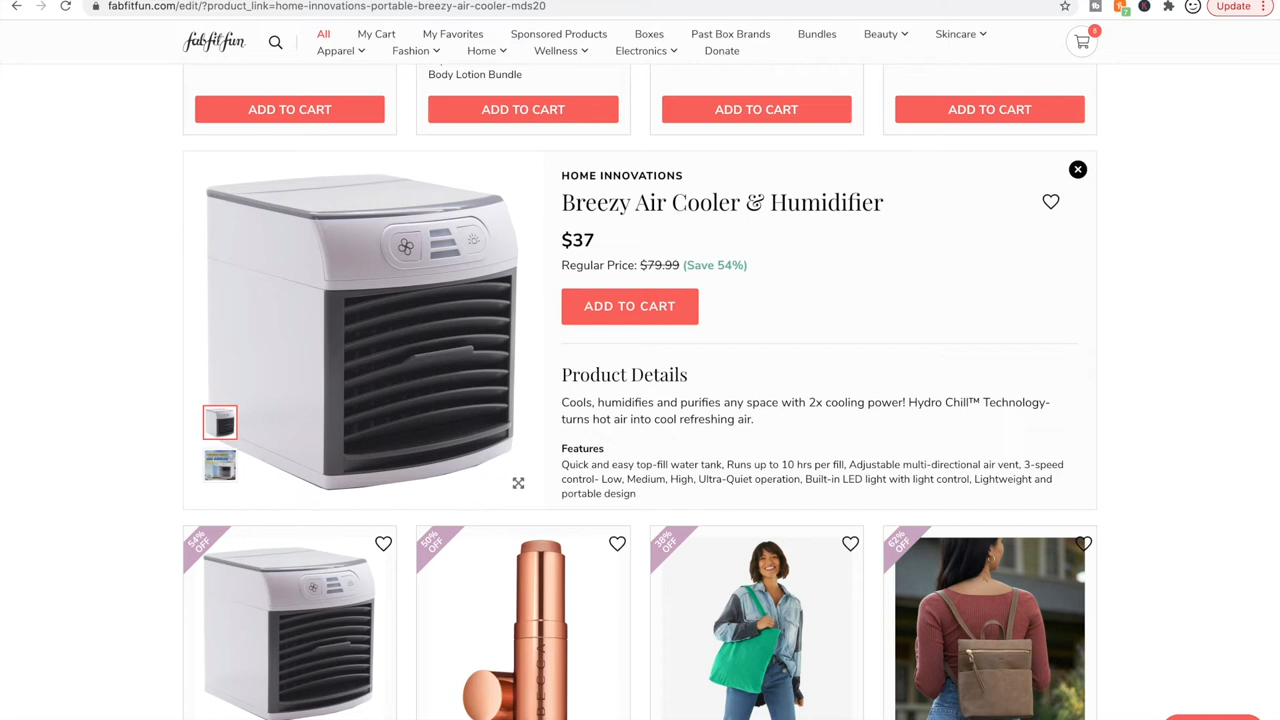 fabfitfun.com/edit/?product_link=home-innovations-portable-breezy-air-cooler-mds20
Update
fabfitfun
All
My Cart
My Favorites
Sponsored Products
Boxes
Past Box Brands
Bundles
Beauty
Skincare
8
Apparel
Fashion
Home
Wellness
Electronics
Donate
Body Lotion Bundle
ADD TO CART
ADD TO CART
ADD TO CART
ADD TO CART
HOME INNOVATIONS
Breezy Air Cooler & Humidifier
$37
Regular Price: $79.99 (Save 54%)
ADD TO CART
Product Details
Cools, humidifies and purifies any space with 2x cooling power! Hydro Chill™ Technology-
turns hot air into cool refreshing air.
Features
Quick and easy top-fill water tank, Runs up to 10 hrs per fill, Adjustable multi-directional air vent, 3-speed
control- Low, Medium, High, Ultra-Quiet operation, Built-in LED light with light control, Lightweight and
portable design
54%
OFF
50%
OFF
38%
OFF
62%
OFF
BECCA